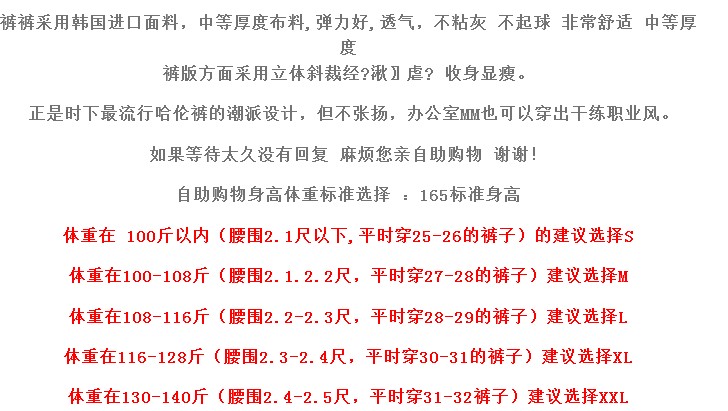 裤裤采用韩国进口面料，中等厚度布料,弹力好,透气，不粘灰 不起球 非常舒适 中等厚
度
裤版方面采用立体斜裁经?湫〗虐? 收身显瘦。
正是时下最流行哈伦裤的潮派设计，但不张扬，办公室MM也可以穿出干练职业风。
如果等待太久没有回复 麻烦您亲自助购物 谢谢!
自助购物身高体重标准选择 ：165标准身高
体重在 100斤以内（腰围2.1尺以下,平时穿25-26的裤子）的建议选择S
体重在100-108斤（腰围2.1.2.2尺，平时穿27-28的裤子）建议选择M
体重在108-116斤（腰围2.2-2.3尺，平时穿28-29的裤子）建议选择L
体重在116-128斤（腰围2.3-2.4尺，平时穿30-31的裤子）建议选择XL
体重在130-140斤（腰围2.4-2.5尺，平时穿31-32裤子）建议选择XXL